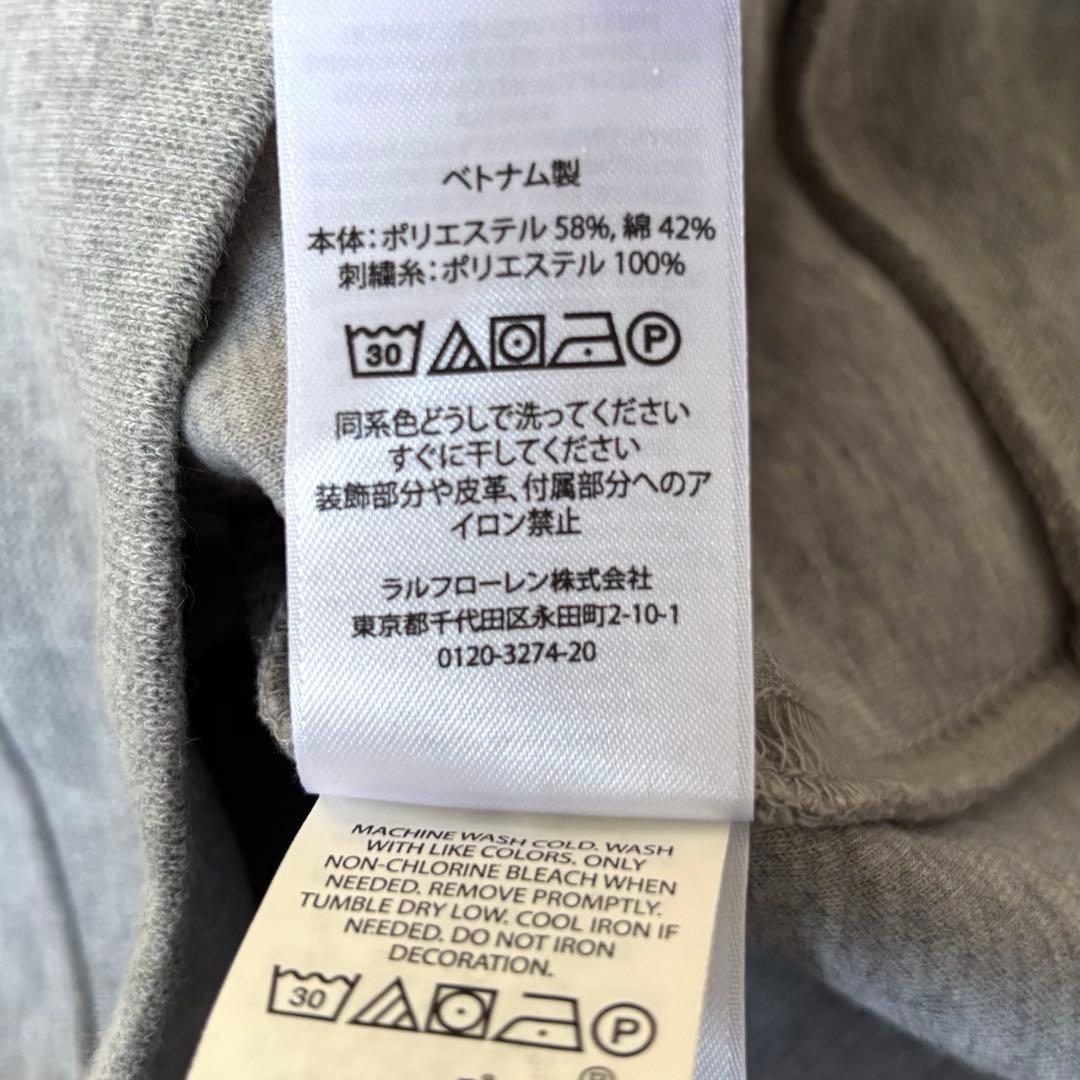 ベトナム製
本体：ポリエステル 58%, 綿 42%
刺繍糸：ポリエステル 100%
30 P
同系色どうしで洗ってください
すぐに干してください
装飾部分や皮革、付属部分へのア
イロン禁止
ラルフローレン株式会社
東京都千代田区永田町2-10-1
0120-3274-20
MACHINE WASH COLD. WASH
WITH LIKE COLORS. ONLY
NON-CHLORINE BLEACH WHEN
NEEDED. REMOVE PROMPTLY.
TUMBLE DRY LOW. COOL IRON IF
NEEDED. DO NOT IRON
DECORATION.
30 P